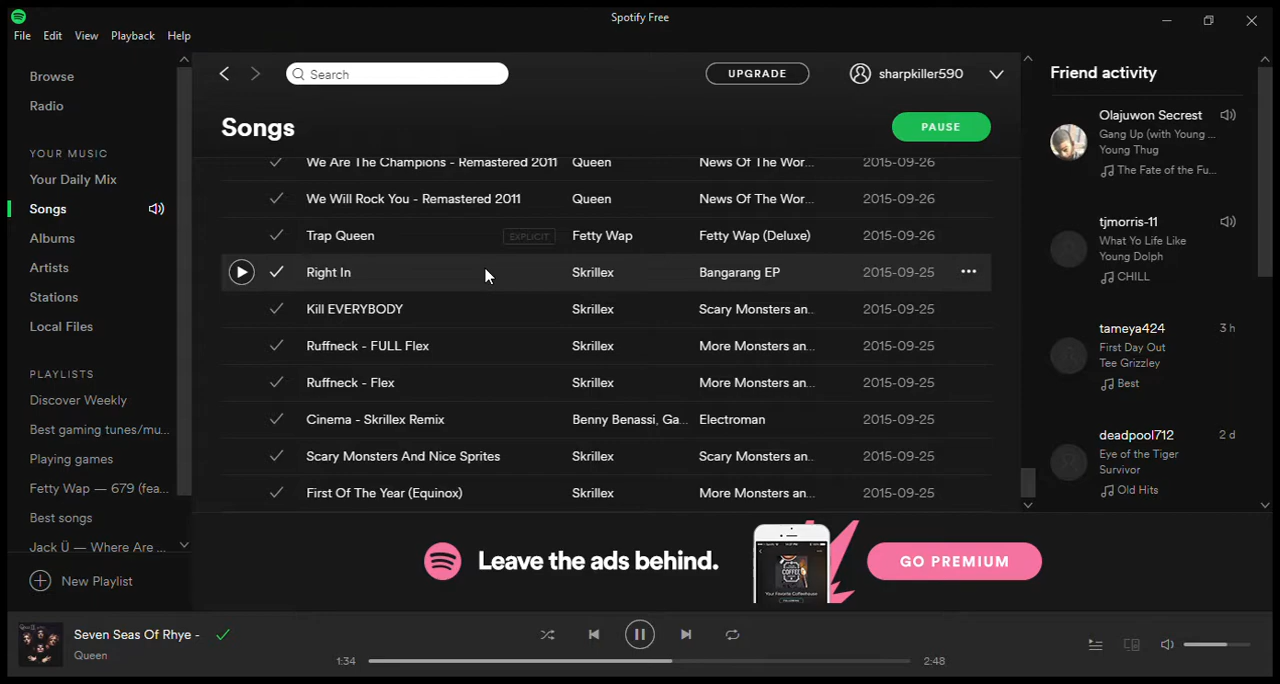 Spotify Free
File Edit View Playback Help
Browse
Radio
YOUR MUSIC
Your Daily Mix
Songs
Albums
Artists
Stations
Local Files
PLAYLISTS
Discover Weekly
Best gaming tunes/mu...
Playing games
Fetty Wap — 679 (fea...
Best songs
Jack Ü — Where Are ...
New Playlist
Search
UPGRADE
sharpkiller590
Songs
PAUSE
We Are The Champions - Remastered 2011 Queen News Of The Wor... 2015-09-26
We Will Rock You - Remastered 2011 Queen News Of The Wor... 2015-09-26
Trap Queen EXPLICIT Fetty Wap Fetty Wap (Deluxe) 2015-09-26
Right In Skrillex Bangarang EP 2015-09-25
Kill EVERYBODY Skrillex Scary Monsters an... 2015-09-25
Ruffneck - FULL Flex Skrillex More Monsters an... 2015-09-25
Ruffneck - Flex Skrillex More Monsters an... 2015-09-25
Cinema - Skrillex Remix Benny Benassi, Ga... Electroman 2015-09-25
Scary Monsters And Nice Sprites Skrillex Scary Monsters an... 2015-09-25
First Of The Year (Equinox) Skrillex More Monsters an... 2015-09-25
Friend activity
Olajuwon Secrest
Gang Up (with Young ...
Young Thug
The Fate of the Fu...
tjmorris-11
What Yo Life Like
Young Dolph
CHILL
tameya424 3 h
First Day Out
Tee Grizzley
Best
deadpool712 2 d
Eye of the Tiger
Survivor
Old Hits
Leave the ads behind.
COFFEE
Your Favorite Coffeehouse
GO PREMIUM
Seven Seas Of Rhye -
Queen
1:34 2:48